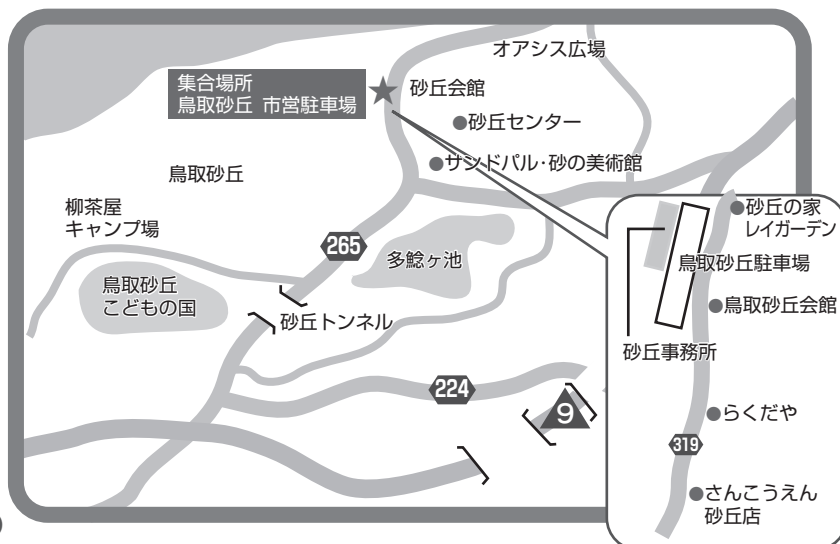 オアシス広場
集合場所
鳥取砂丘 市営駐車場
砂丘会館
砂丘センター
サンドパル・砂の美術館
鳥取砂丘
柳茶屋
キャンプ場
265
多鯰ヶ池
鳥取砂丘
こどもの国
砂丘トンネル
224
9
砂丘の家
レイガーデン
鳥取砂丘駐車場
鳥取砂丘会館
砂丘事務所
らくだや
319
さんこうえん
砂丘店